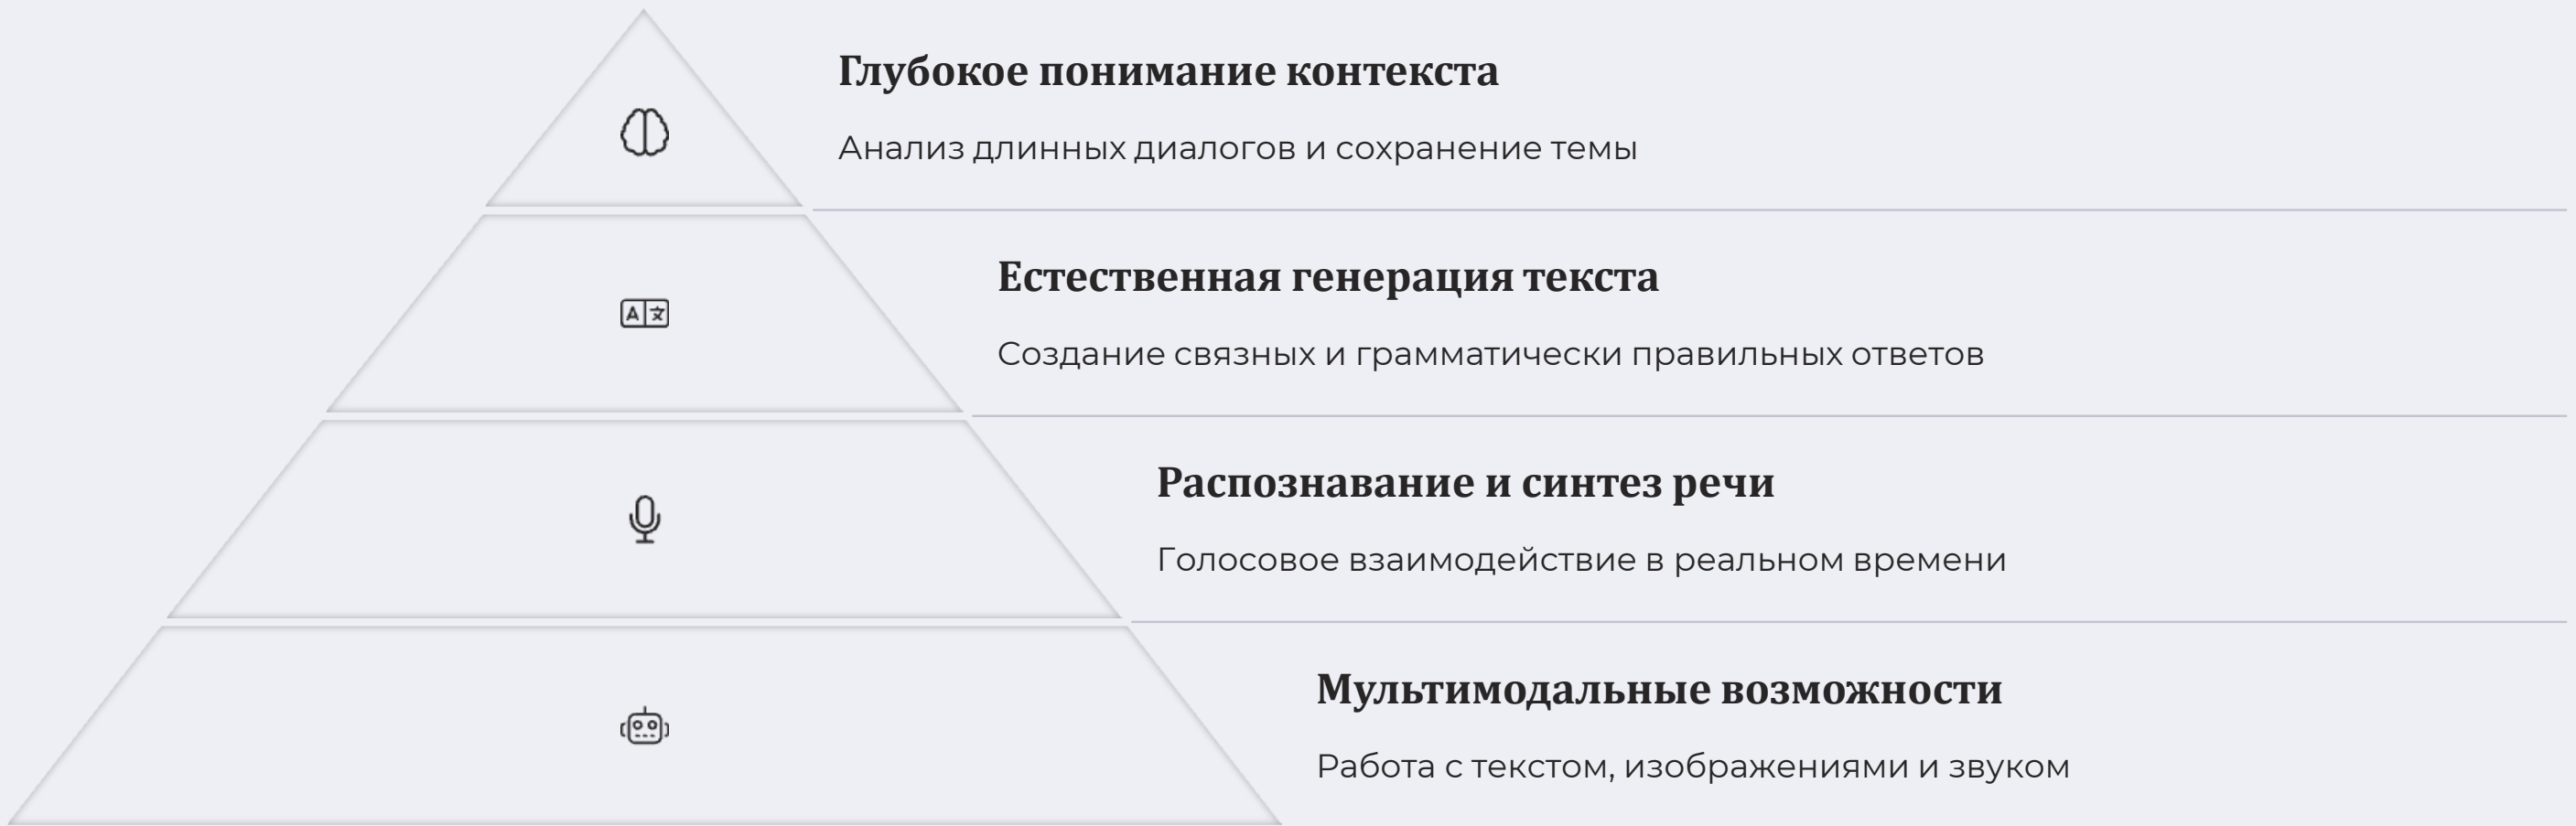 Глубокое понимание контекста
Анализ длинных диалогов и сохранение темы
Естественная генерация текста
Создание связных и грамматически правильных ответов
Распознавание и синтез речи
Голосовое взаимодействие в реальном времени
Мультимодальные возможности
Работа с текстом, изображениями и звуком